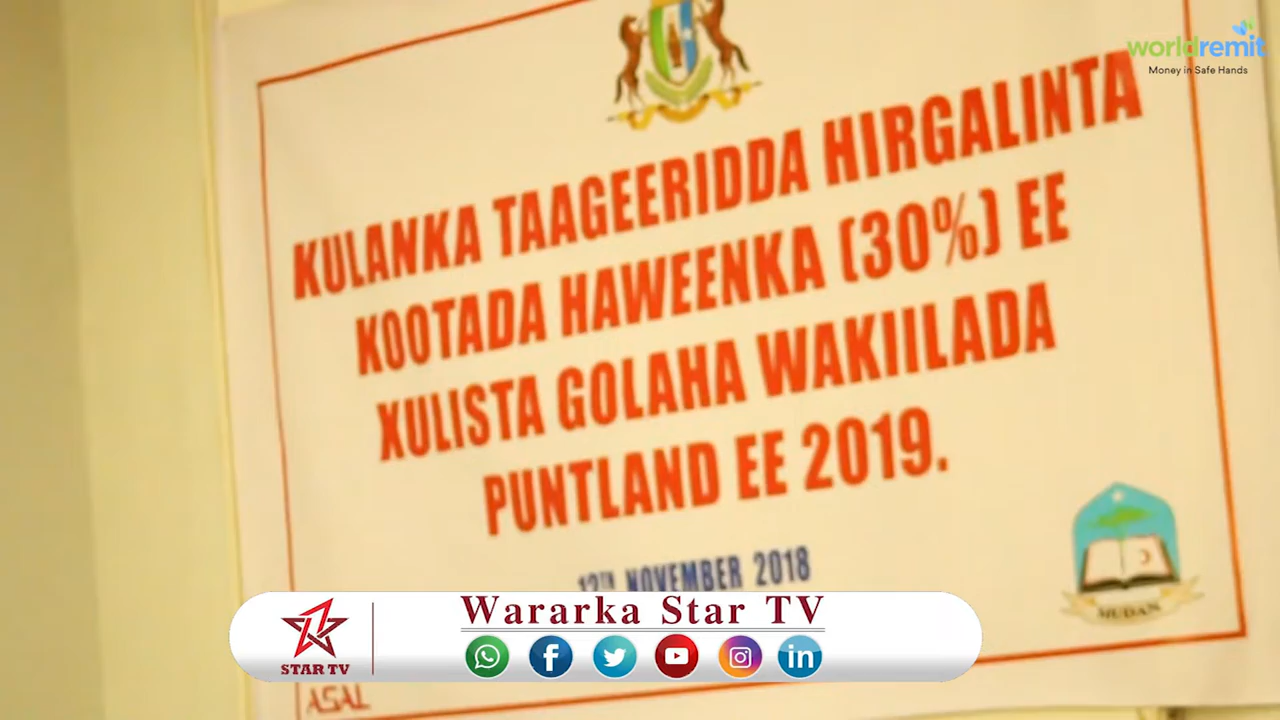 worldremit
Money in Safe Hands
KULANKA TAAGEERIDDA HIRGALINTA
KOOTADA HAWEENKA (30%) EE
XULISTA GOLAHA WAKIILADA
PUNTLAND EE 2019.
NOVEMBER 2018
MUDAN
Wararka Star TV
STAR TV
ASAL